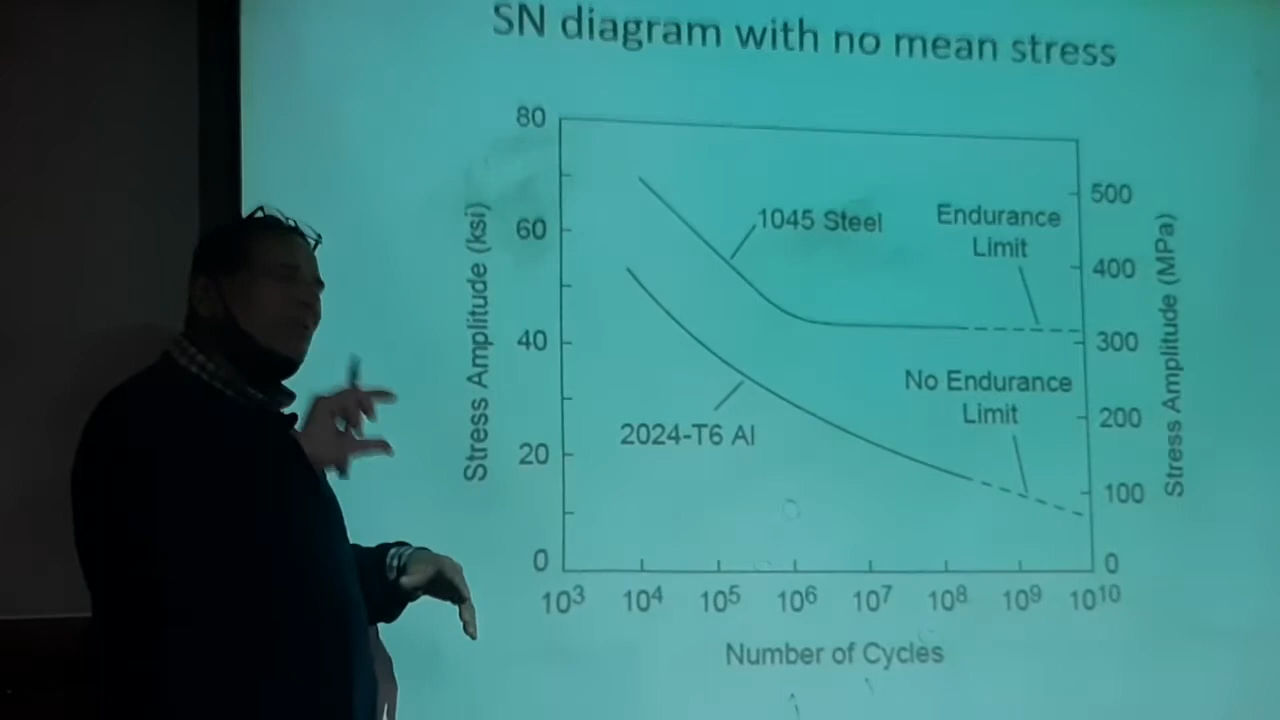 SN diagram with no mean stress
80
60
40
20
0
Stress Amplitude (ksi)
1045 Steel
Endurance
Limit
2024-T6 Al
No Endurance
Limit
500
400
300
200
100
0
Stress Amplitude (MPa)
10³ 10⁴ 10⁵ 10⁶ 10⁷ 10⁸ 10⁹ 10¹⁰
Number of Cycles